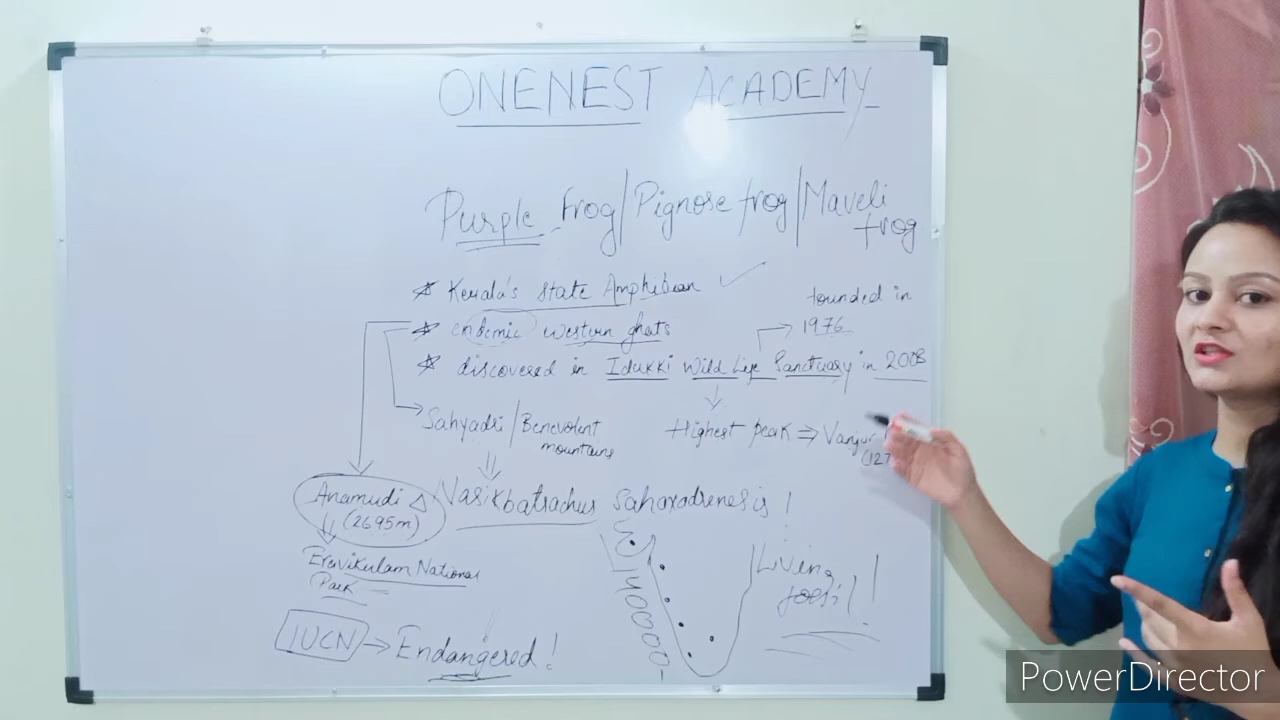 ONENEST ACADEMY
Purple Frog/Pignose frog/Maveli frog
* Kerala's state Amphibian ✓
* endemic western ghats
founded in
1976
* discovered in Idukki Wild Life Sanctuary in 2008
Sahyadri/Benevolent
mountains
Highest peak ⇒
Anamudi △
(2695m)
Nasikbatrachus !
Eravikulam National
Park
Living
fossil !
IUCN → Endangered !
PowerDirector